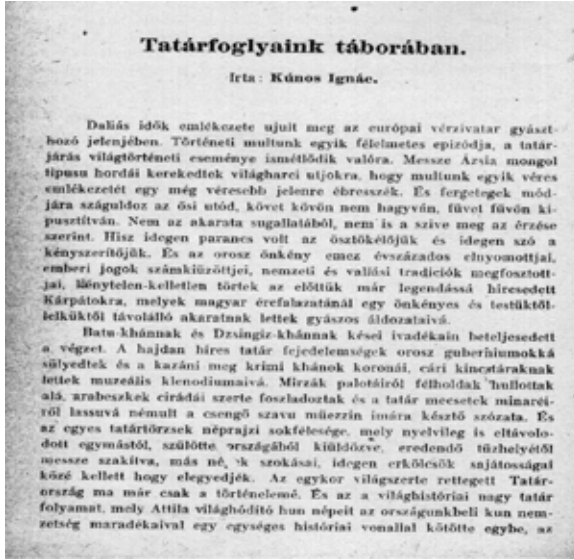 Tatárfoglyaink táborában.
Irta: Kúnos Ignác.
Daliás idők emlékezete ujult meg az európai vérzivatar gyászt-
hozó jelenjében. Történeti multunk egyik félelmetes epizódja, a tatár-
járás világtörténeti eseménye ismétlődik valóra. Messze Ázsia mongol
tipusu hordái kerekedtek világharci utjokra, hogy multunk egyik véres
emlékezetét egy még véresebb jelenre ébresszék. És fergetegek mód-
jára száguldoz az ősi utód, követ kövön nem hagyván, füvet füvön ki-
pusztítván. Nem az akarata sugallatából, nem is a szive meg az érzése
szerint. Hisz idegen parancs volt az ösztökélőjük és idegen szó a
kényszerítőjük. És az orosz önkény emez évszázados elnyomottjai,
emberi jogok számkiüzöttjei, nemzeti és vallási tradiciók megfosztott-
jai, kénytelen-kelletlen törtek az előttük már legendássá hiresedett
Kárpátokra, melyek magyar ércfalazatánál egy önkényes és testüktől-
lelküktől távolálló akaratnak lettek gyászos áldozataivá.
Batu-khánnak és Dzsingiz-khánnak kései ivadékain beteljesedett
a végzet. A hajdan híres tatár fejedelemségek orosz guberniumokká
sülyedtek és a kazáni meg krimi khánok koronái, cári kincstáraknak
lettek muzeális klenodiumaivá. Mirzák palotáiról félholdak hullottak
alá, arabeszkek cirádái szerte foszladoztak és a tatár mecsetek minarei-
ről lassuvá némult a csengő szavu müezzin imára késztő szózata. És
az egyes tatártörzsek néprajzi sokfélesége, mely nyelvileg is eltávolo-
dott egymástól, szülötte országából kiüldözve, eredendő tűzhelyétől
messze szakítva, más szokásai, idegen erkölcsök sajátosságai
közé kellett hogy elegyedjék. Az egykor világszerte rettegett Tatár-
ország ma már csak a történelemé. És az a világhistóriai nagy tatár
folyamat, mely Attila világhódító hun népeit az országunkbeli kun nem-
zetség maradékaival egy egységes históriai vonallal kötötte egybe, az